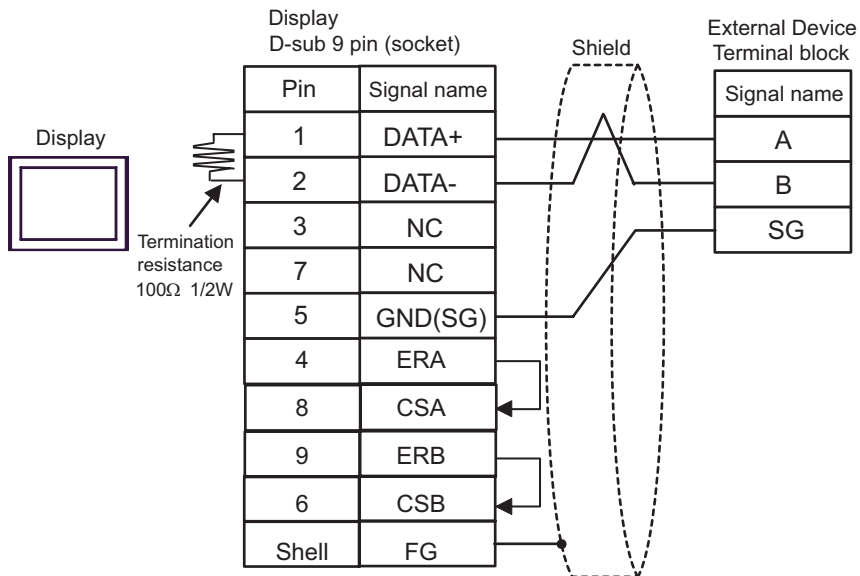 Display
D-sub 9 pin (socket)
Shield
External Device
Terminal block
Pin Signal name
Signal name
1 DATA+
A
Display
2 DATA-
B
3 NC
SG
Termination
resistance
100Ω 1/2W
7 NC
5 GND(SG)
4 ERA
8 CSA
9 ERB
6 CSB
Shell FG